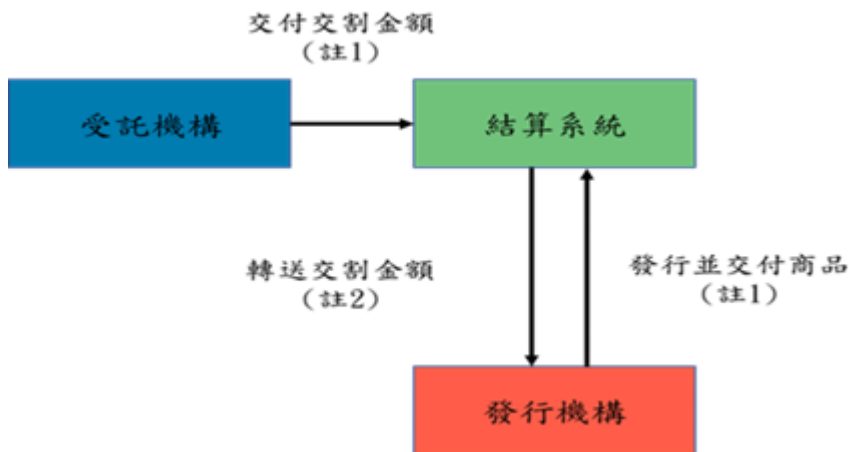 交付交割金額
(註1)
受託機構
結算系統
轉送交割金額
(註2)
發行並交付商品
(註1)
發行機構